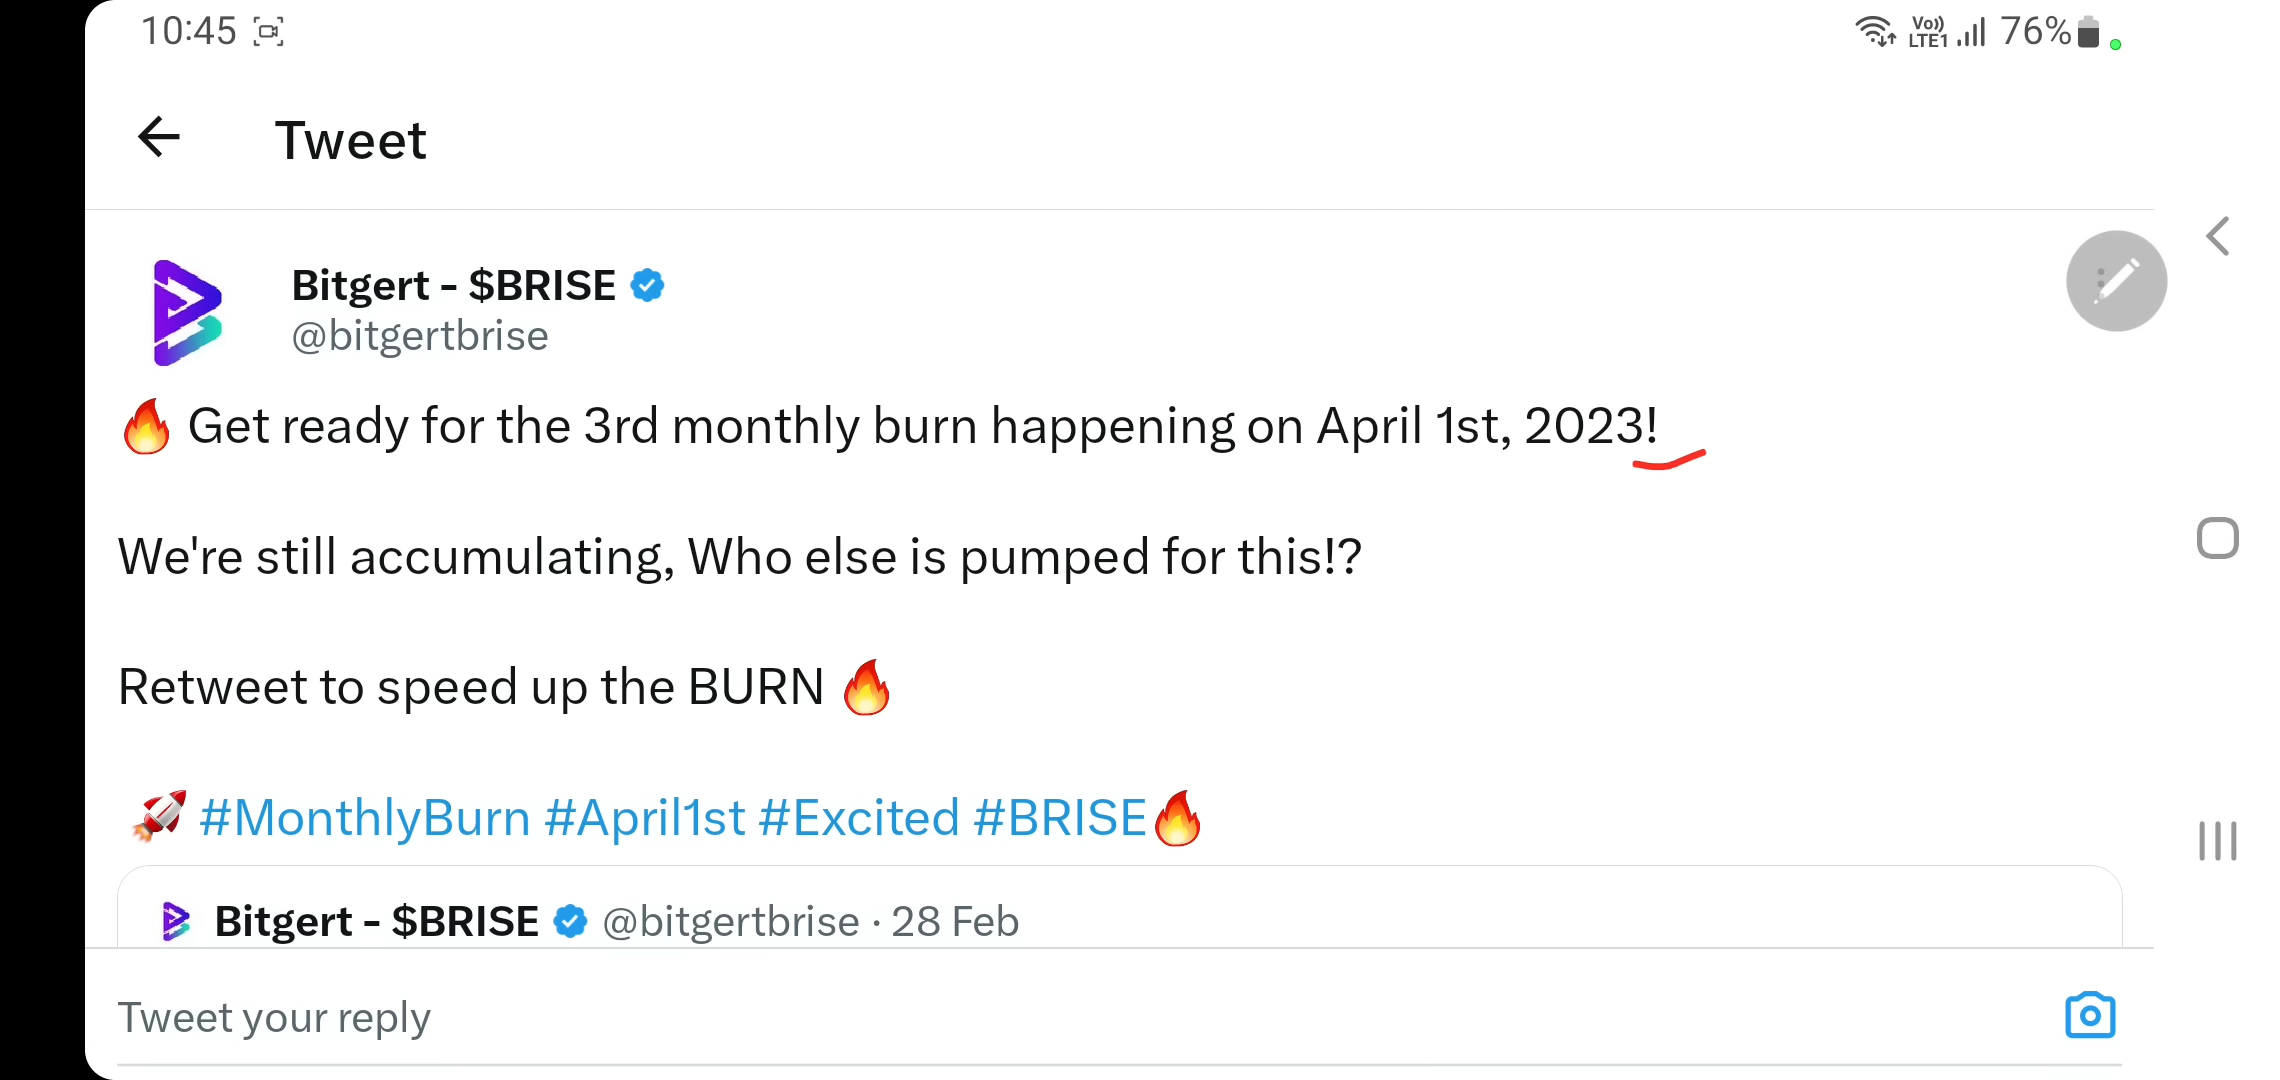 10:45
Vo)) LTE1 76%
Tweet
Bitgert - $BRISE
@bitgertbrise
🔥 Get ready for the 3rd monthly burn happening on April 1st, 2023!
We're still accumulating, Who else is pumped for this!?
Retweet to speed up the BURN 🔥
🚀 #MonthlyBurn #April1st #Excited #BRISE🔥
Bitgert - $BRISE @bitgertbrise · 28 Feb
Tweet your reply